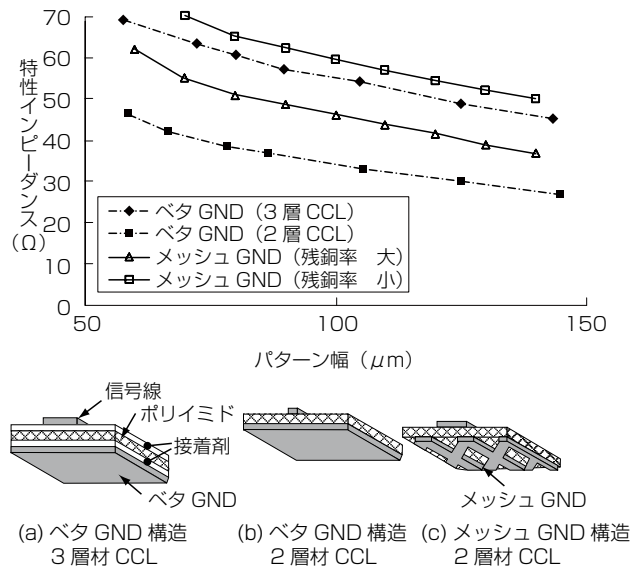 70
60
50
40
30
20
10
0
特性インピーダンス
(Ω)
ベタ GND（3 層 CCL）
ベタ GND（2 層 CCL）
メッシュ GND（残銅率　大）
メッシュ GND（残銅率　小）
50
100
150
パターン幅（μm）
信号線
ポリイミド
接着剤
ベタ GND
メッシュ GND
(a) ベタ GND 構造
3 層材 CCL
(b) ベタ GND 構造
2 層材 CCL
(c) メッシュ GND 構造
2 層材 CCL